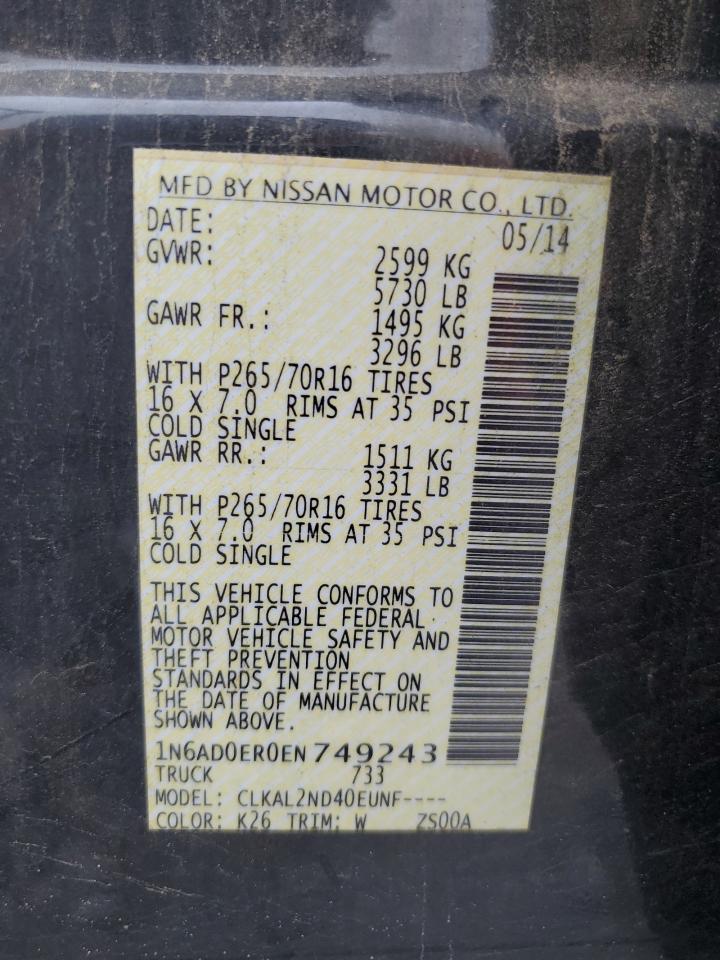 MFD BY NISSAN MOTOR CO., LTD.
DATE: 05/14
GVWR: 2599 KG
5730 LB
GAWR FR.: 1495 KG
3296 LB
WITH P265/70R16 TIRES
16 X 7.0 RIMS AT 35 PSI
COLD SINGLE
GAWR RR.: 1511 KG
3331 LB
WITH P265/70R16 TIRES
16 X 7.0 RIMS AT 35 PSI
COLD SINGLE
THIS VEHICLE CONFORMS TO
ALL APPLICABLE FEDERAL
MOTOR VEHICLE SAFETY AND
THEFT PREVENTION
STANDARDS IN EFFECT ON
THE DATE OF MANUFACTURE
SHOWN ABOVE.
1N6AD0ER0EN749243
TRUCK 733
MODEL: CLKAL2ND40EUNF----
COLOR: K26 TRIM: W ZS00A